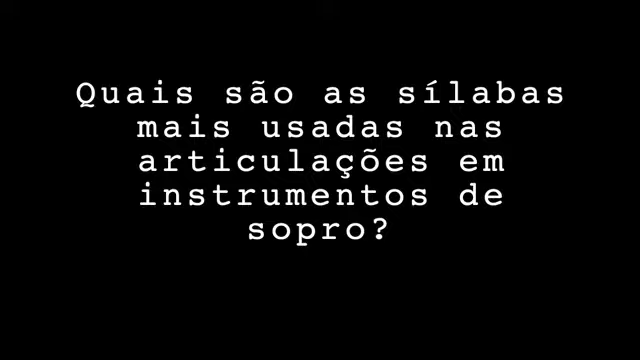 Quais são as sílabas
mais usadas nas
articulações em
instrumentos de
sopro?